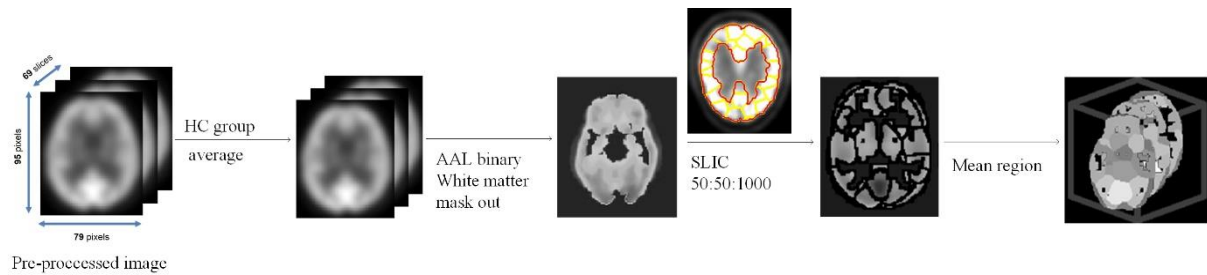 69 slices
95 pixels
79 pixels
Pre-proccessed image
HC group
average
AAL binary
White matter
mask out
SLIC
50:50:1000
Mean region